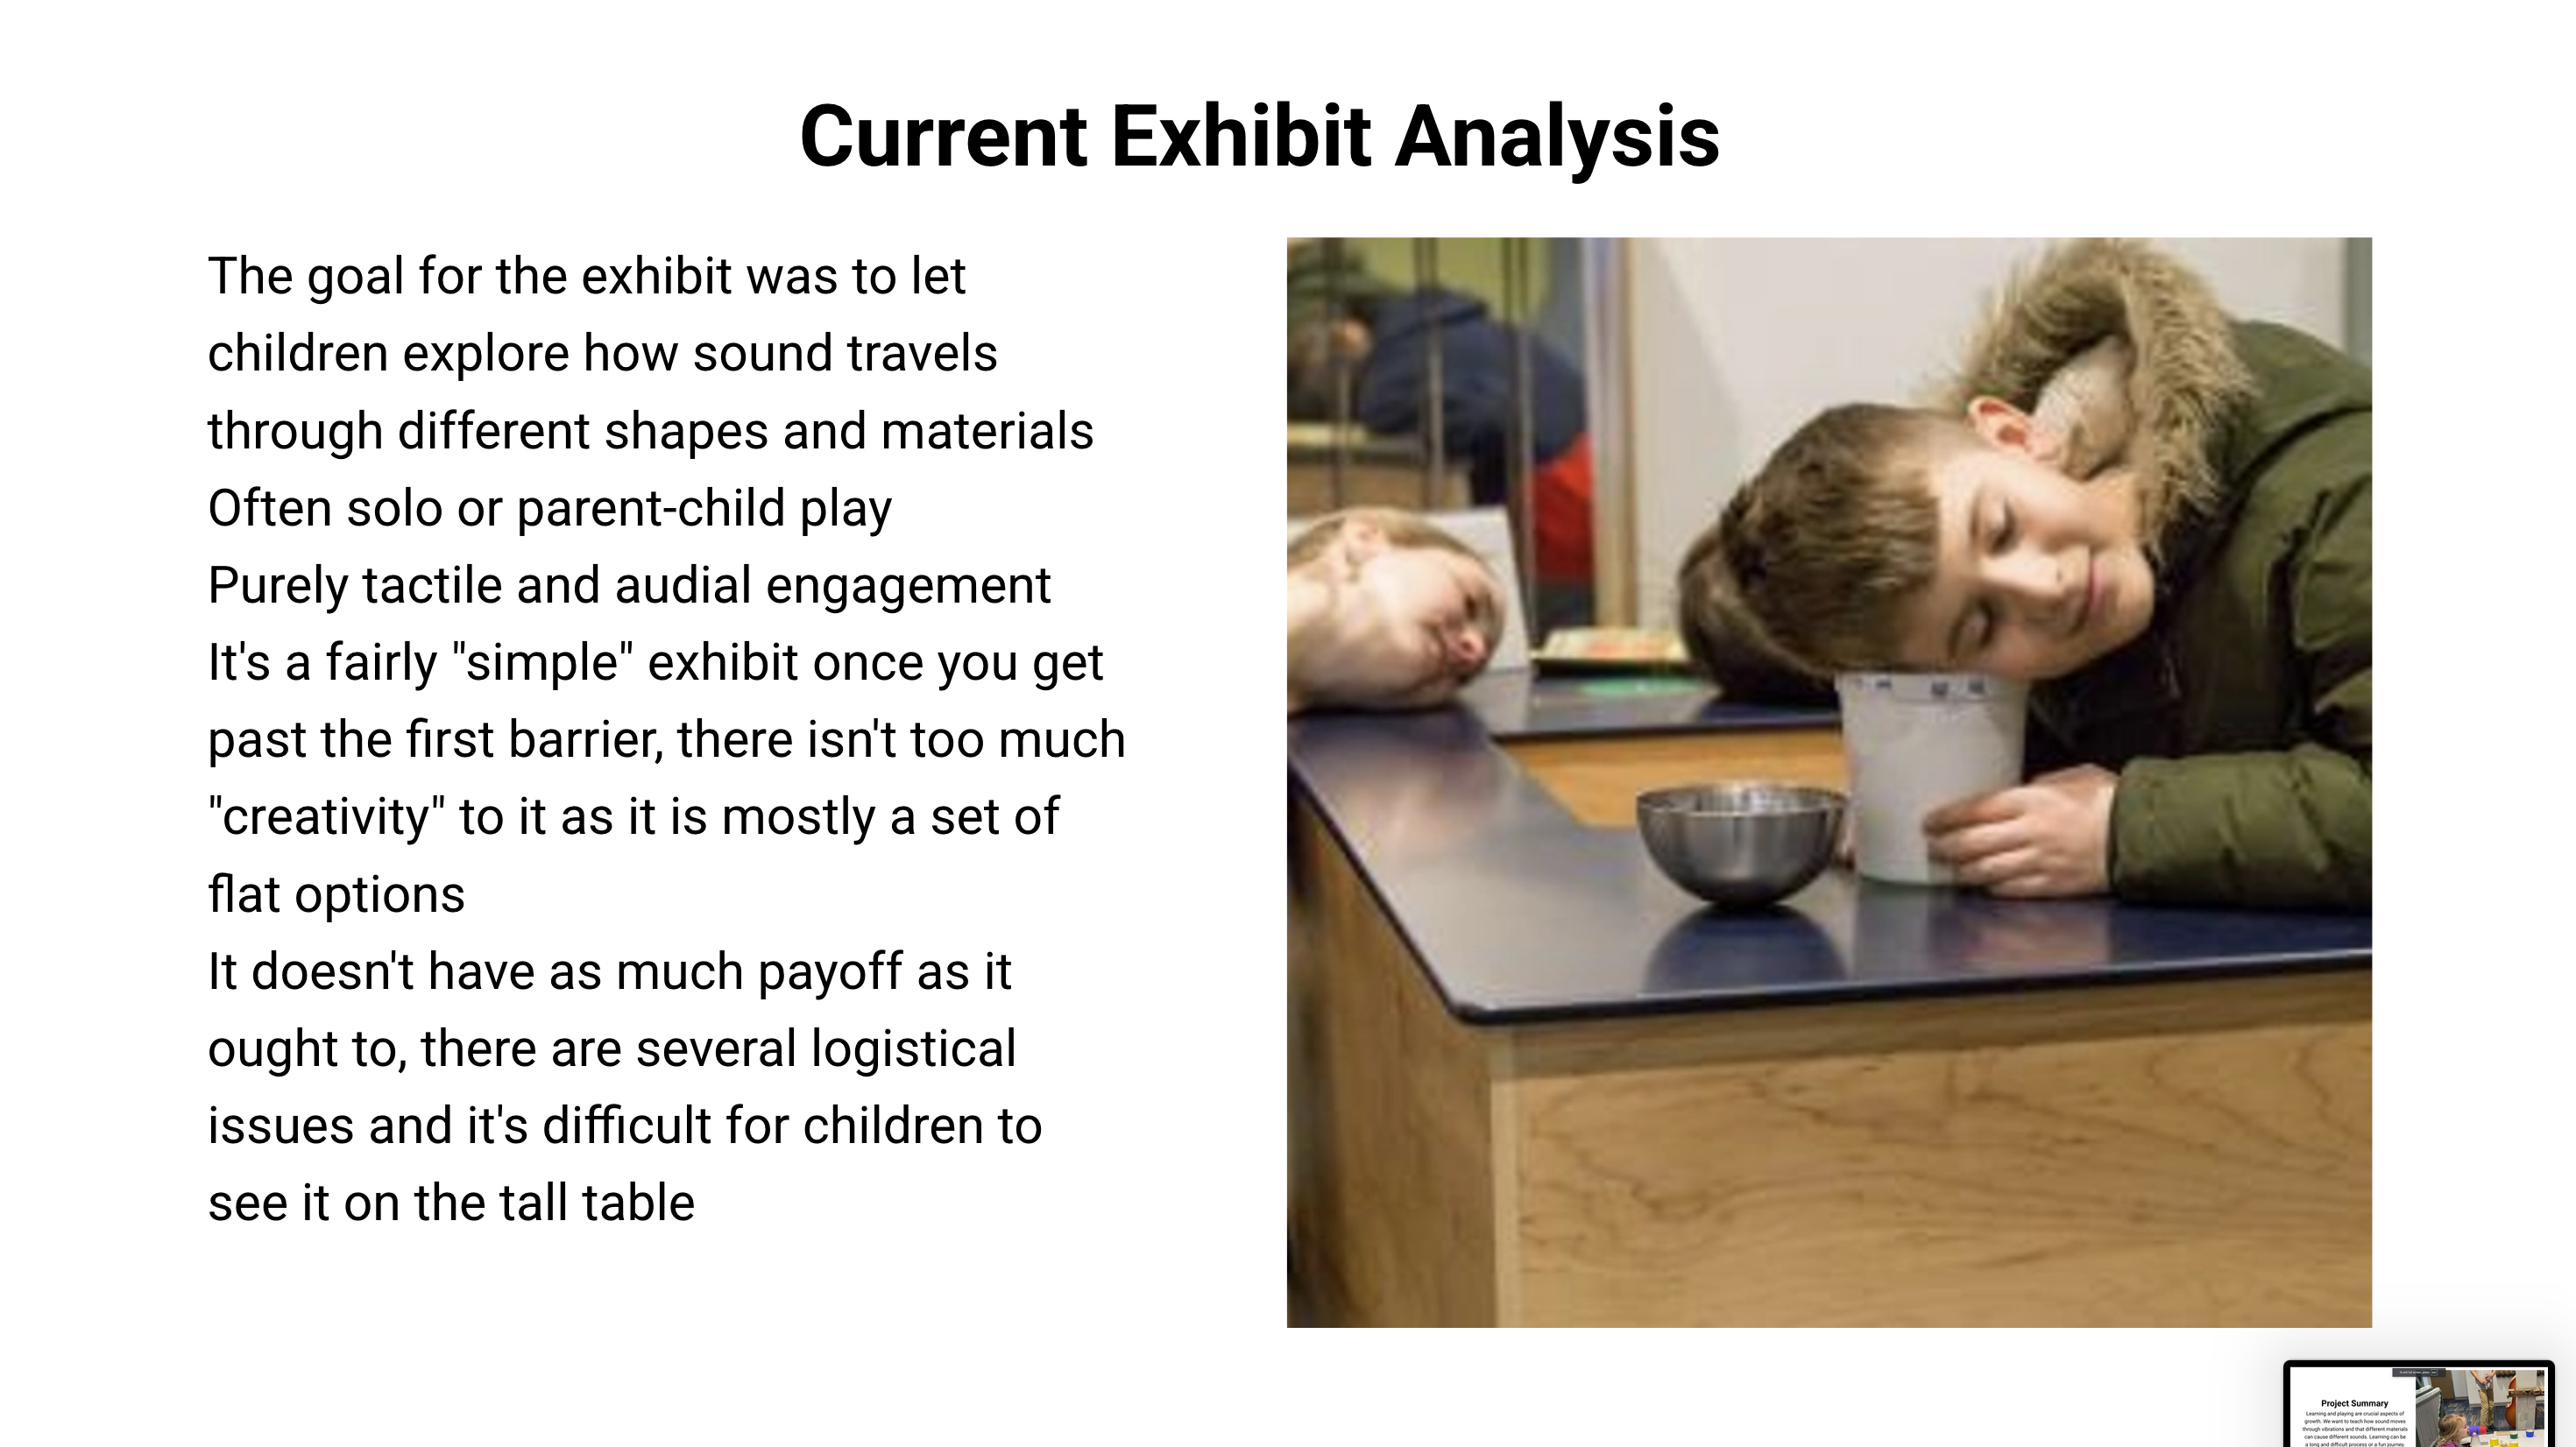 Current Exhibit Analysis
The goal for the exhibit was to let
children explore how sound travels
through different shapes and materials
Often solo or parent-child play
Purely tactile and audial engagement
It's a fairly "simple" exhibit once you get
past the first barrier, there isn't too much
"creativity" to it as it is mostly a set of
flat options
It doesn't have as much payoff as it
ought to, there are several logistical
issues and it's difficult for children to
see it on the tall table
Project Summary
Learning and playing are crucial aspects of
growth. We want to teach how sound moves
through vibrations and that different materials
can cause different sounds. Learning can be
a long and difficult process or a fun journey.